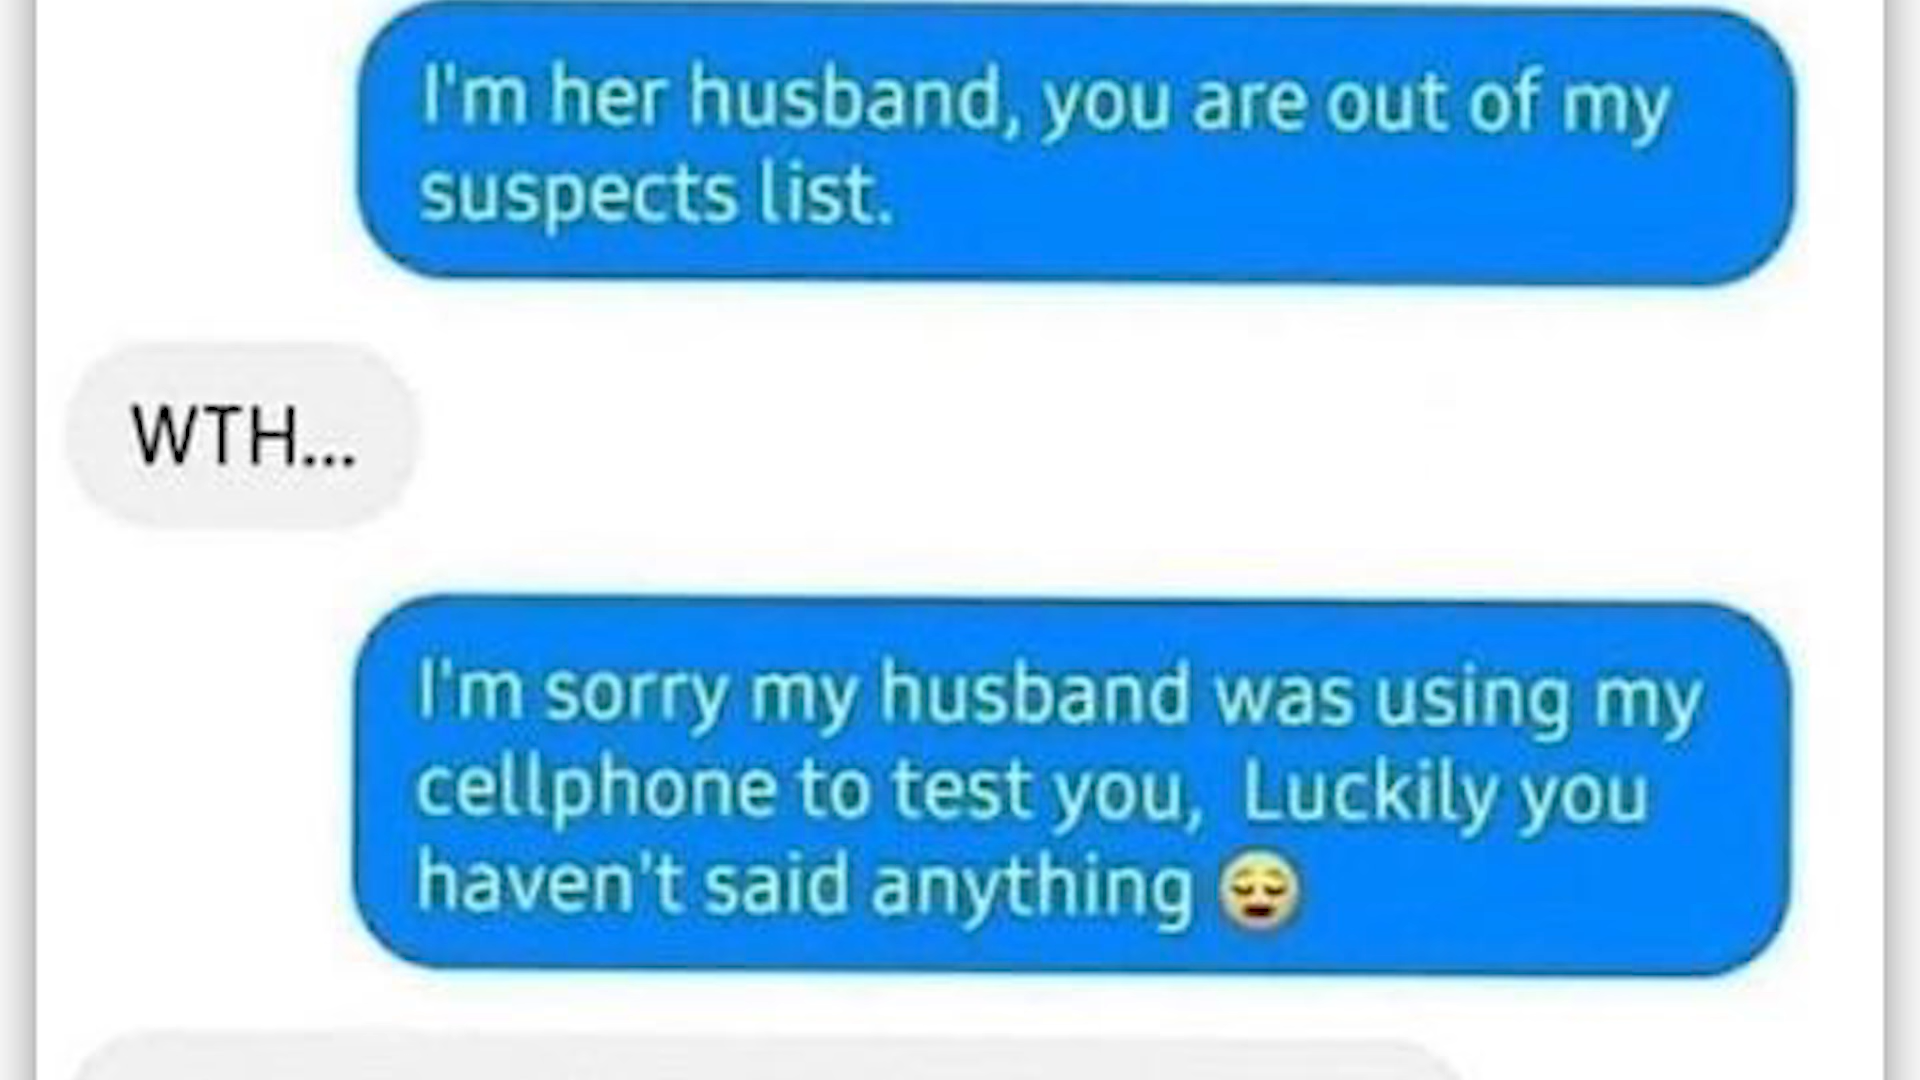 I'm her husband, you are out of my
suspects list.
WTH...
I'm sorry my husband was using my
cellphone to test you,  Luckily you
haven't said anything 😩